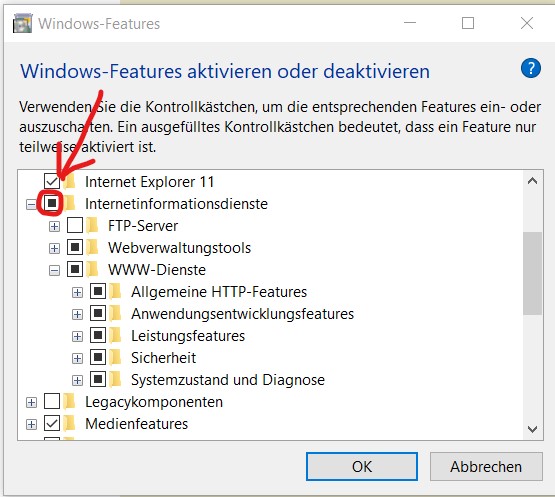 Windows-Features
Windows-Features aktivieren oder deaktivieren
?
Verwenden Sie die Kontrollkästchen, um die entsprechenden Features ein- oder
auszuschalten. Ein ausgefülltes Kontrollkästchen bedeutet, dass ein Feature nur
teilweise aktiviert ist.
Internet Explorer 11
Internetinformationsdienste
FTP-Server
Webverwaltungstools
WWW-Dienste
Allgemeine HTTP-Features
Anwendungsentwicklungsfeatures
Leistungsfeatures
Sicherheit
Systemzustand und Diagnose
Legacykomponenten
Medienfeatures
OK Abbrechen